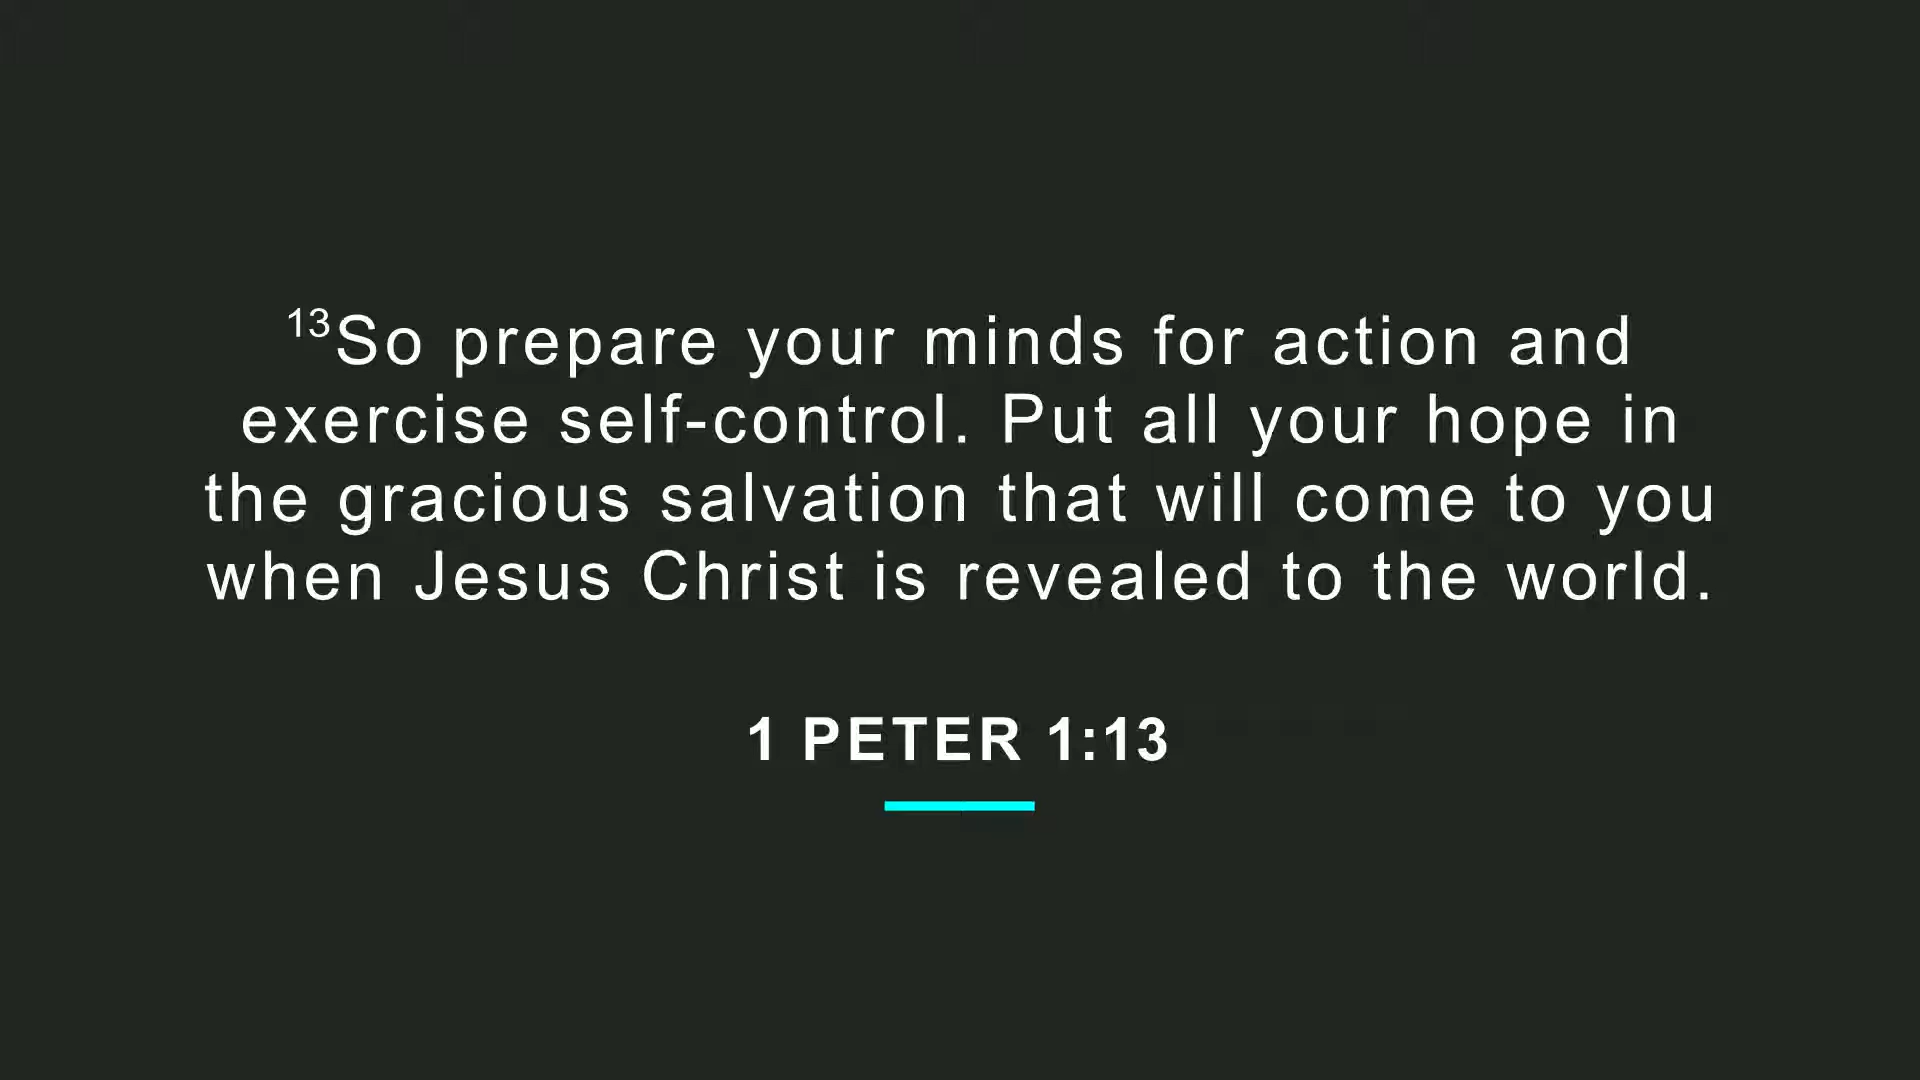 ¹³So prepare your minds for action and
exercise self-control. Put all your hope in
the gracious salvation that will come to you
when Jesus Christ is revealed to the world.
1 PETER 1:13